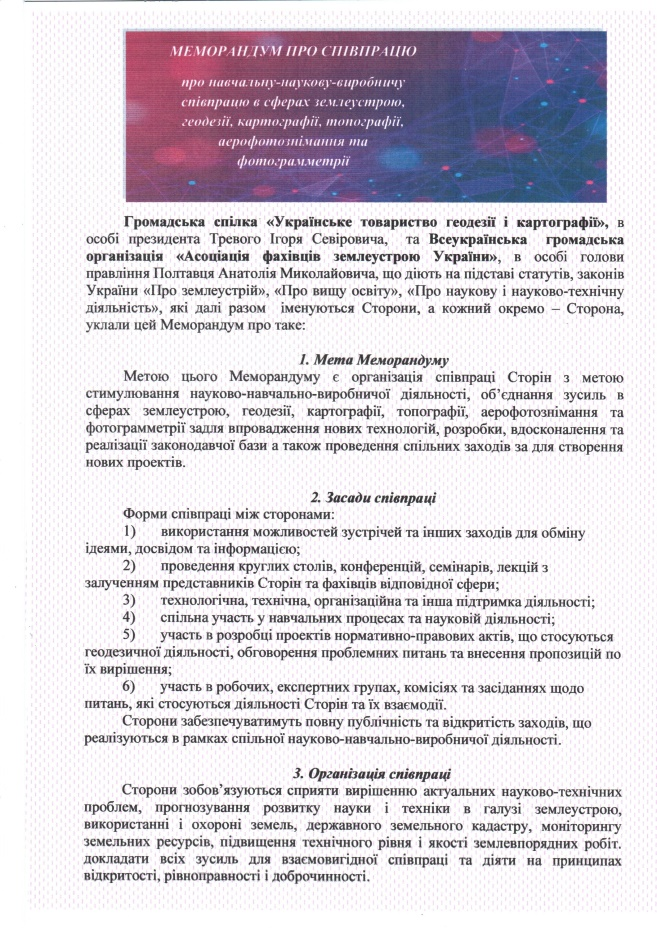 МЕМОРАНДУМ ПРО СПІВПРАЦЮ
про навчальну-наукову-виробничу
співпрацю в сферах землеустрою,
геодезії, картографії, топографії,
аерофотознімання та
фотограмметрії
Громадська спілка «Українське товариство геодезії і картографії», в
особі президента Тревого Ігоря Севіровича, та Всеукраїнська громадська
організація «Асоціація фахівців землеустрою України», в особі голови
правління Полтавця Анатолія Миколайовича, що діють на підставі статутів, законів
України «Про землеустрій», «Про вищу освіту», «Про наукову і науково-технічну
діяльність», які далі разом іменуються Сторони, а кожний окремо – Сторона,
уклали цей Меморандум про таке:
1. Мета Меморандуму
Метою цього Меморандуму є організація співпраці Сторін з метою
стимулювання науково-навчально-виробничої діяльності, об’єднання зусиль в
сферах землеустрою, геодезії, картографії, топографії, аерофотознімання та
фотограмметрії задля впровадження нових технологій, розробки, вдосконалення та
реалізації законодавчої бази а також проведення спільних заходів за для створення
нових проектів.
2. Засади співпраці
Форми співпраці між сторонами:
1) використання можливостей зустрічей та інших заходів для обміну
ідеями, досвідом та інформацією;
2) проведення круглих столів, конференцій, семінарів, лекцій з
залученням представників Сторін та фахівців відповідної сфери;
3) технологічна, технічна, організаційна та інша підтримка діяльності;
4) спільна участь у навчальних процесах та науковій діяльності;
5) участь в розробці проектів нормативно-правових актів, що стосуються
геодезичної діяльності, обговорення проблемних питань та внесення пропозицій по
їх вирішення;
6) участь в робочих, експертних групах, комісіях та засіданнях щодо
питань, які стосуються діяльності Сторін та їх взаємодії.
Сторони забезпечуватимуть повну публічність та відкритість заходів, що
реалізуються в рамках спільної науково-навчально-виробничої діяльності.
3. Організація співпраці
Сторони зобов’язуються сприяти вирішенню актуальних науково-технічних
проблем, прогнозування розвитку науки і техніки в галузі землеустрою,
використанні і охороні земель, державного земельного кадастру, моніторингу
земельних ресурсів, підвищення технічного рівня і якості землевпорядних робіт.
докладати всіх зусиль для взаємовигідної співпраці та діяти на принципах
відкритості, рівноправності і доброчинності.